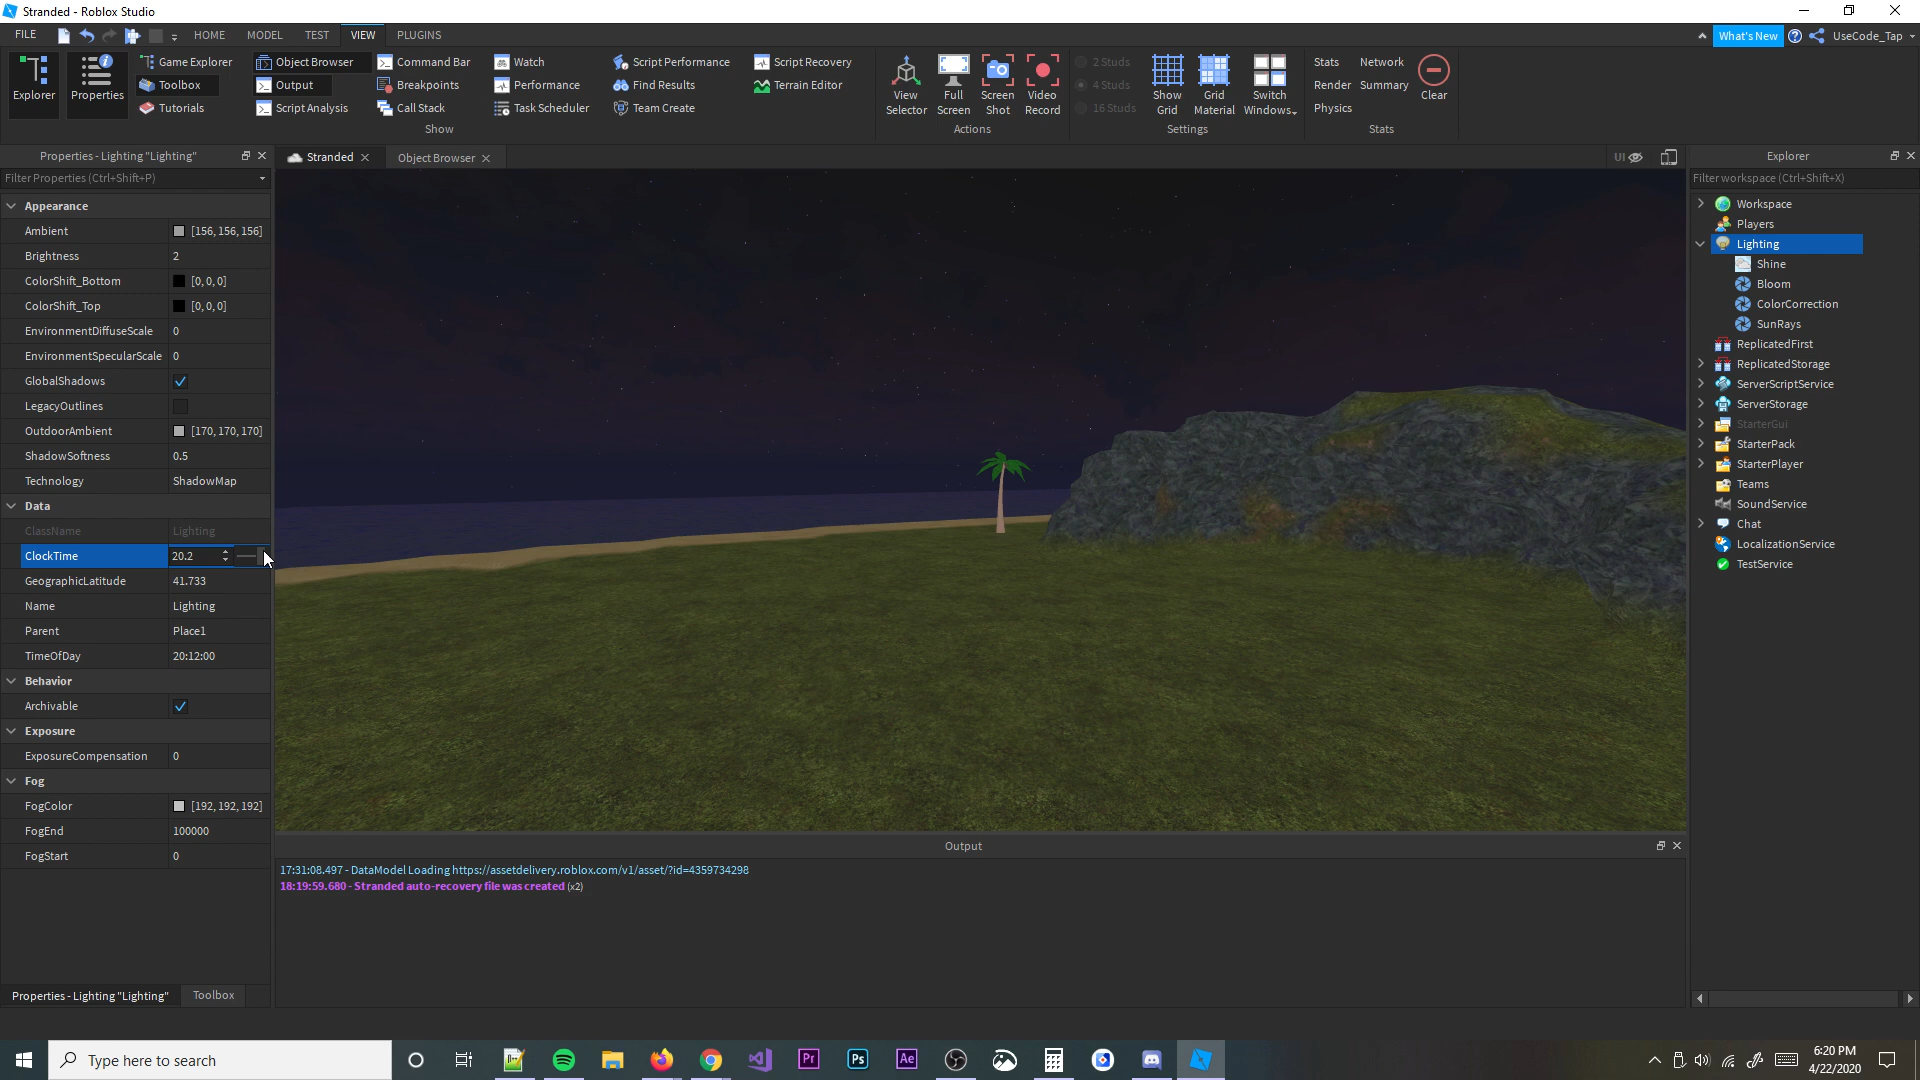 Stranded - Roblox Studio
FILE HOME MODEL TEST VIEW PLUGINS What's New UseCode_Tap
Explorer
Properties
Game Explorer
Toolbox
Tutorials
Object Browser
Output
Script Analysis
Command Bar
Breakpoints
Call Stack
Watch
Performance
Task Scheduler
Script Performance
Find Results
Team Create
Script Recovery
Terrain Editor
Show
View
Selector
Full
Screen
Screen
Shot
Video
Record
Actions
2 Studs
4 Studs
16 Studs
Show
Grid
Grid
Material
Switch
Windows
Settings
Stats Network
Render Summary
Physics
Clear
Stats
Properties - Lighting "Lighting"
Filter Properties (Ctrl+Shift+P)
Appearance
Ambient [156, 156, 156]
Brightness 2
ColorShift_Bottom [0, 0, 0]
ColorShift_Top [0, 0, 0]
EnvironmentDiffuseScale 0
EnvironmentSpecularScale 0
GlobalShadows
LegacyOutlines
OutdoorAmbient [170, 170, 170]
ShadowSoftness 0.5
Technology ShadowMap
Data
ClassName Lighting
ClockTime 20.2
GeographicLatitude 41.733
Name Lighting
Parent Place1
TimeOfDay 20:12:00
Behavior
Archivable
Exposure
ExposureCompensation 0
Fog
FogColor [192, 192, 192]
FogEnd 100000
FogStart 0
Properties - Lighting "Lighting" Toolbox
Stranded Object Browser UI
Output
17:31:08.497 - DataModel Loading https://assetdelivery.roblox.com/v1/asset/?id=4359734298
18:19:59.680 - Stranded auto-recovery file was created (x2)
Explorer
Filter workspace (Ctrl+Shift+X)
Workspace
Players
Lighting
Shine
Bloom
ColorCorrection
SunRays
ReplicatedFirst
ReplicatedStorage
ServerScriptService
ServerStorage
StarterGui
StarterPack
StarterPlayer
Teams
SoundService
Chat
LocalizationService
TestService
Type here to search
Pr Ps Ae
6:20 PM
4/22/2020